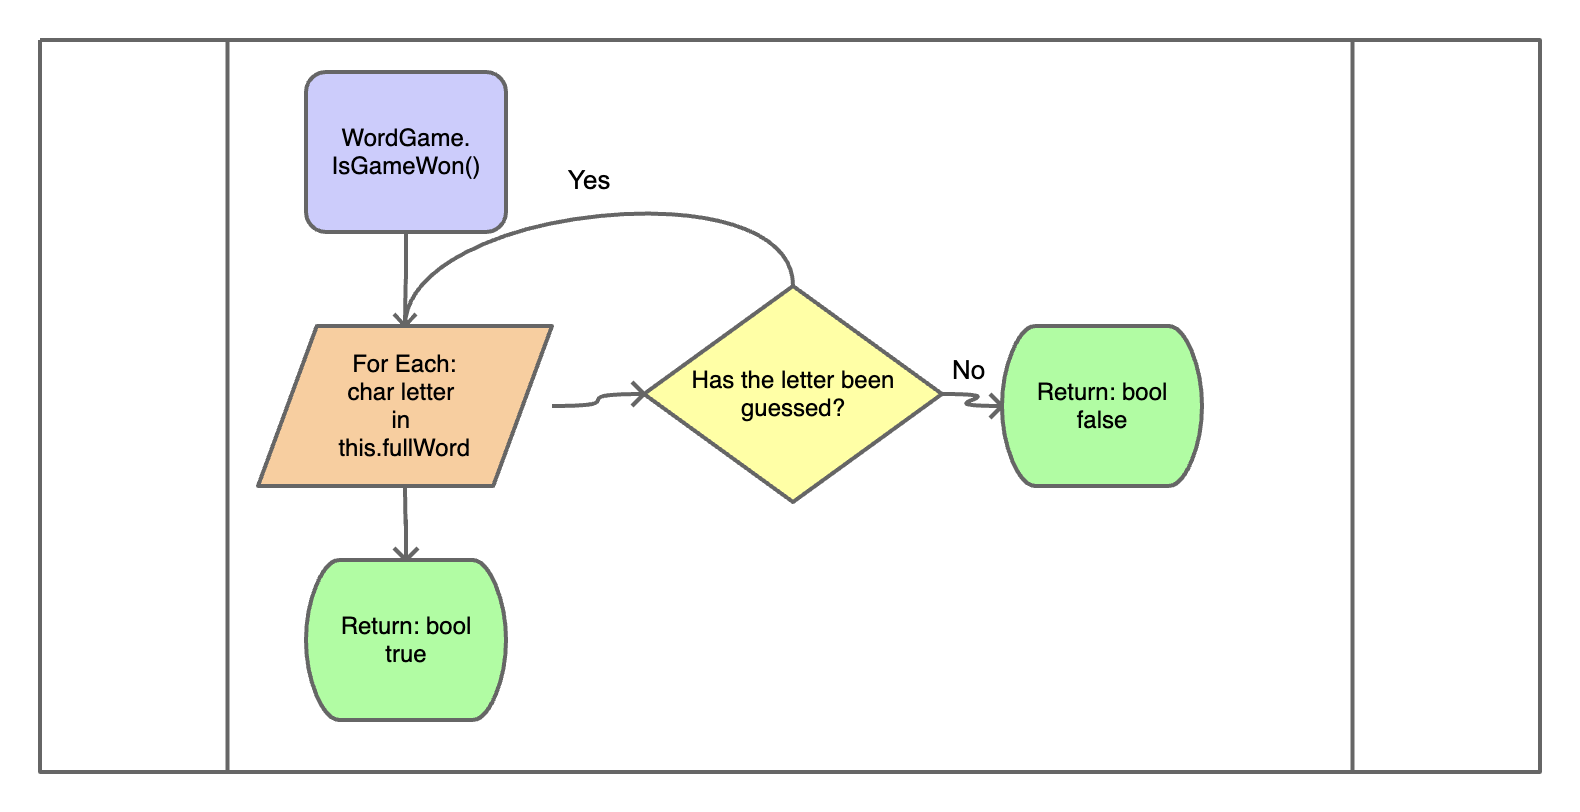 WordGame.
IsGameWon()
Yes
For Each:
char letter
in
this.fullWord
Has the letter been
guessed?
No
Return: bool
false
Return: bool
true